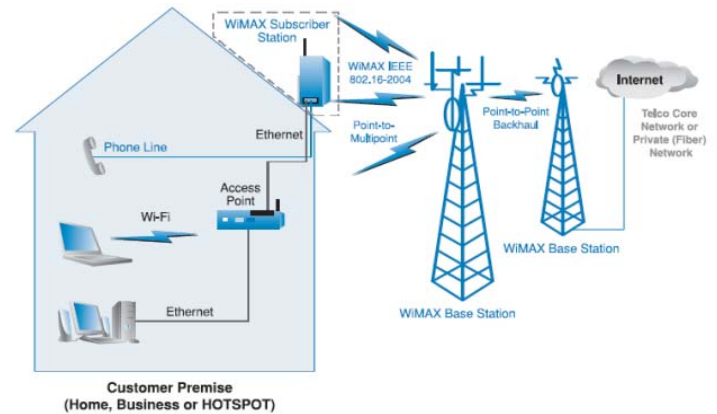 WiMAX Subscriber
Station
WiMAX IEEE
802.16-2004
Ethernet
Point-to-
Multipoint
Phone Line
Access
Point
Wi-Fi
Ethernet
Point-to-Point
Backhaul
Internet
Telco Core
Network or
Private (Fiber)
Network
WiMAX Base Station
WiMAX Base Station
Customer Premise
(Home, Business or HOTSPOT)